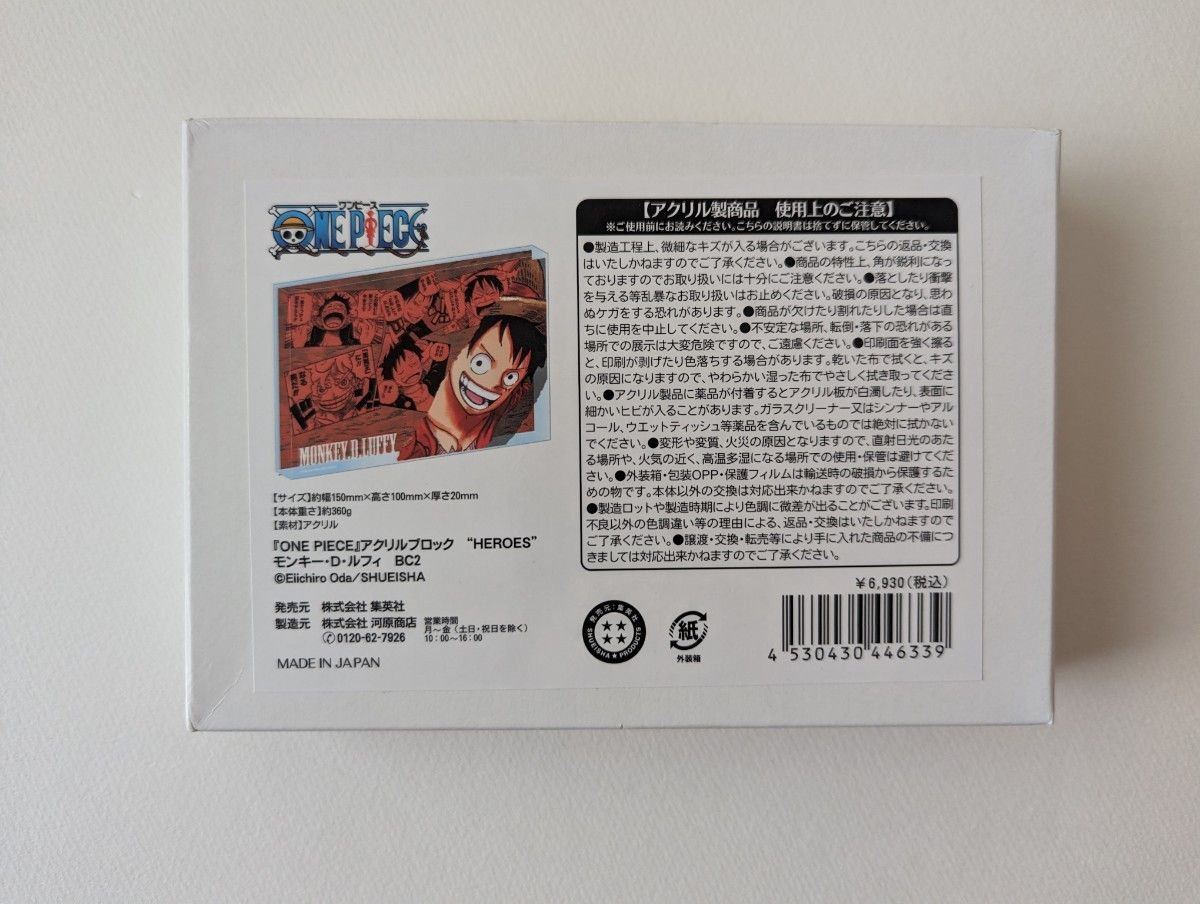 ワンピース
ONE PIECE
MONKEY.D.LUFFY
【サイズ】約幅150mm×高さ100mm×厚さ20mm
【本体重さ】約360g
【素材】アクリル
『ONE PIECE』アクリルブロック “HEROES”
モンキー・D・ルフィ BC2
©Eiichiro Oda/SHUEISHA
発売元 株式会社 集英社
製造元 株式会社 河原商店
0120-62-7926
営業時間
月〜金（土日・祝日を除く）
10:00〜16:00
MADE IN JAPAN
【アクリル製商品 使用上のご注意】
※ご使用前にお読みください。こちらの説明書は捨てずに保管してください。
●製造工程上、微細なキズが入る場合がございます。こちらの返品・交換
はいたしかねますのでご了承ください。●商品の特性上、角が鋭利になっ
ておりますのでお取り扱いには十分にご注意ください。●落としたり衝撃
を与える等乱暴なお取り扱いはお止めください。破損の原因となり、思わ
ぬケガをする恐れがあります。●商品が欠けたり割れたりした場合は直
ちに使用を中止してください。●不安定な場所、転倒・落下の恐れがある
場所での展示は大変危険ですので、ご遠慮ください。●印刷面を強く擦る
と、印刷が剥げたり色落ちする場合があります。乾いた布で拭くと、キズ
の原因になりますので、やわらかい湿った布でやさしく拭き取ってくださ
い。●アクリル製品に薬品が付着するとアクリル板が白濁したり、表面に
細かいヒビが入ることがあります。ガラスクリーナー又はシンナーやアル
コール、ウエットティッシュ等薬品を含んでいるものでは絶対に拭かない
でください。●変形や変質、火災の原因となりますので、直射日光のあた
る場所や、火気の近く、高温多湿になる場所での使用・保管は避けてくだ
さい。●外装箱・包装OPP・保護フィルムは輸送時の破損から保護するた
めの物です。本体以外の交換は対応出来かねますのでご了承ください。
●製造ロットや製造時期により色調に微差が出ることがございます。印刷
不良以外の色調違い等の理由による、返品・交換はいたしかねますので
ご了承ください。●譲渡・交換・転売等により手に入れた商品の不備につ
きましては対応出来かねますのでご了承ください。
￥6,930（税込）
発売元：集英社
SHUEISHA★PRODUCTS
紙
外装箱
4 530430 446339